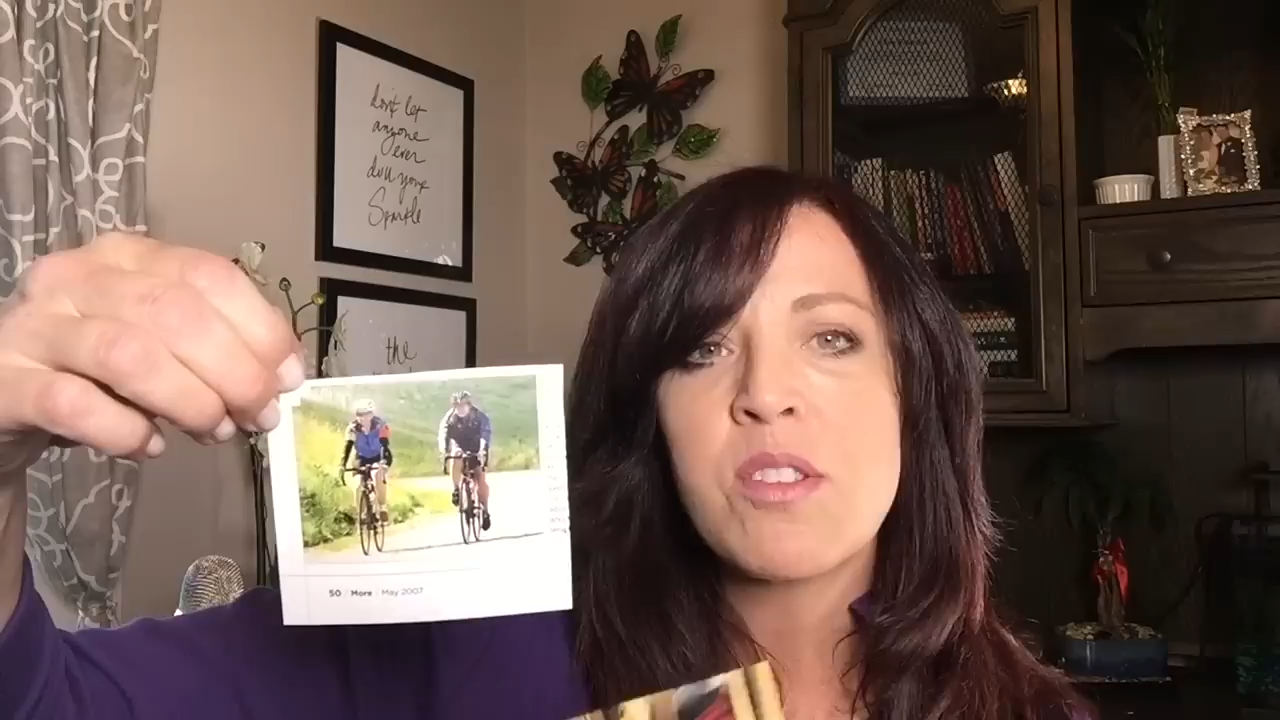 don't let
anyone
ever
dull your
Sparkle
the
50 | More | May 2007